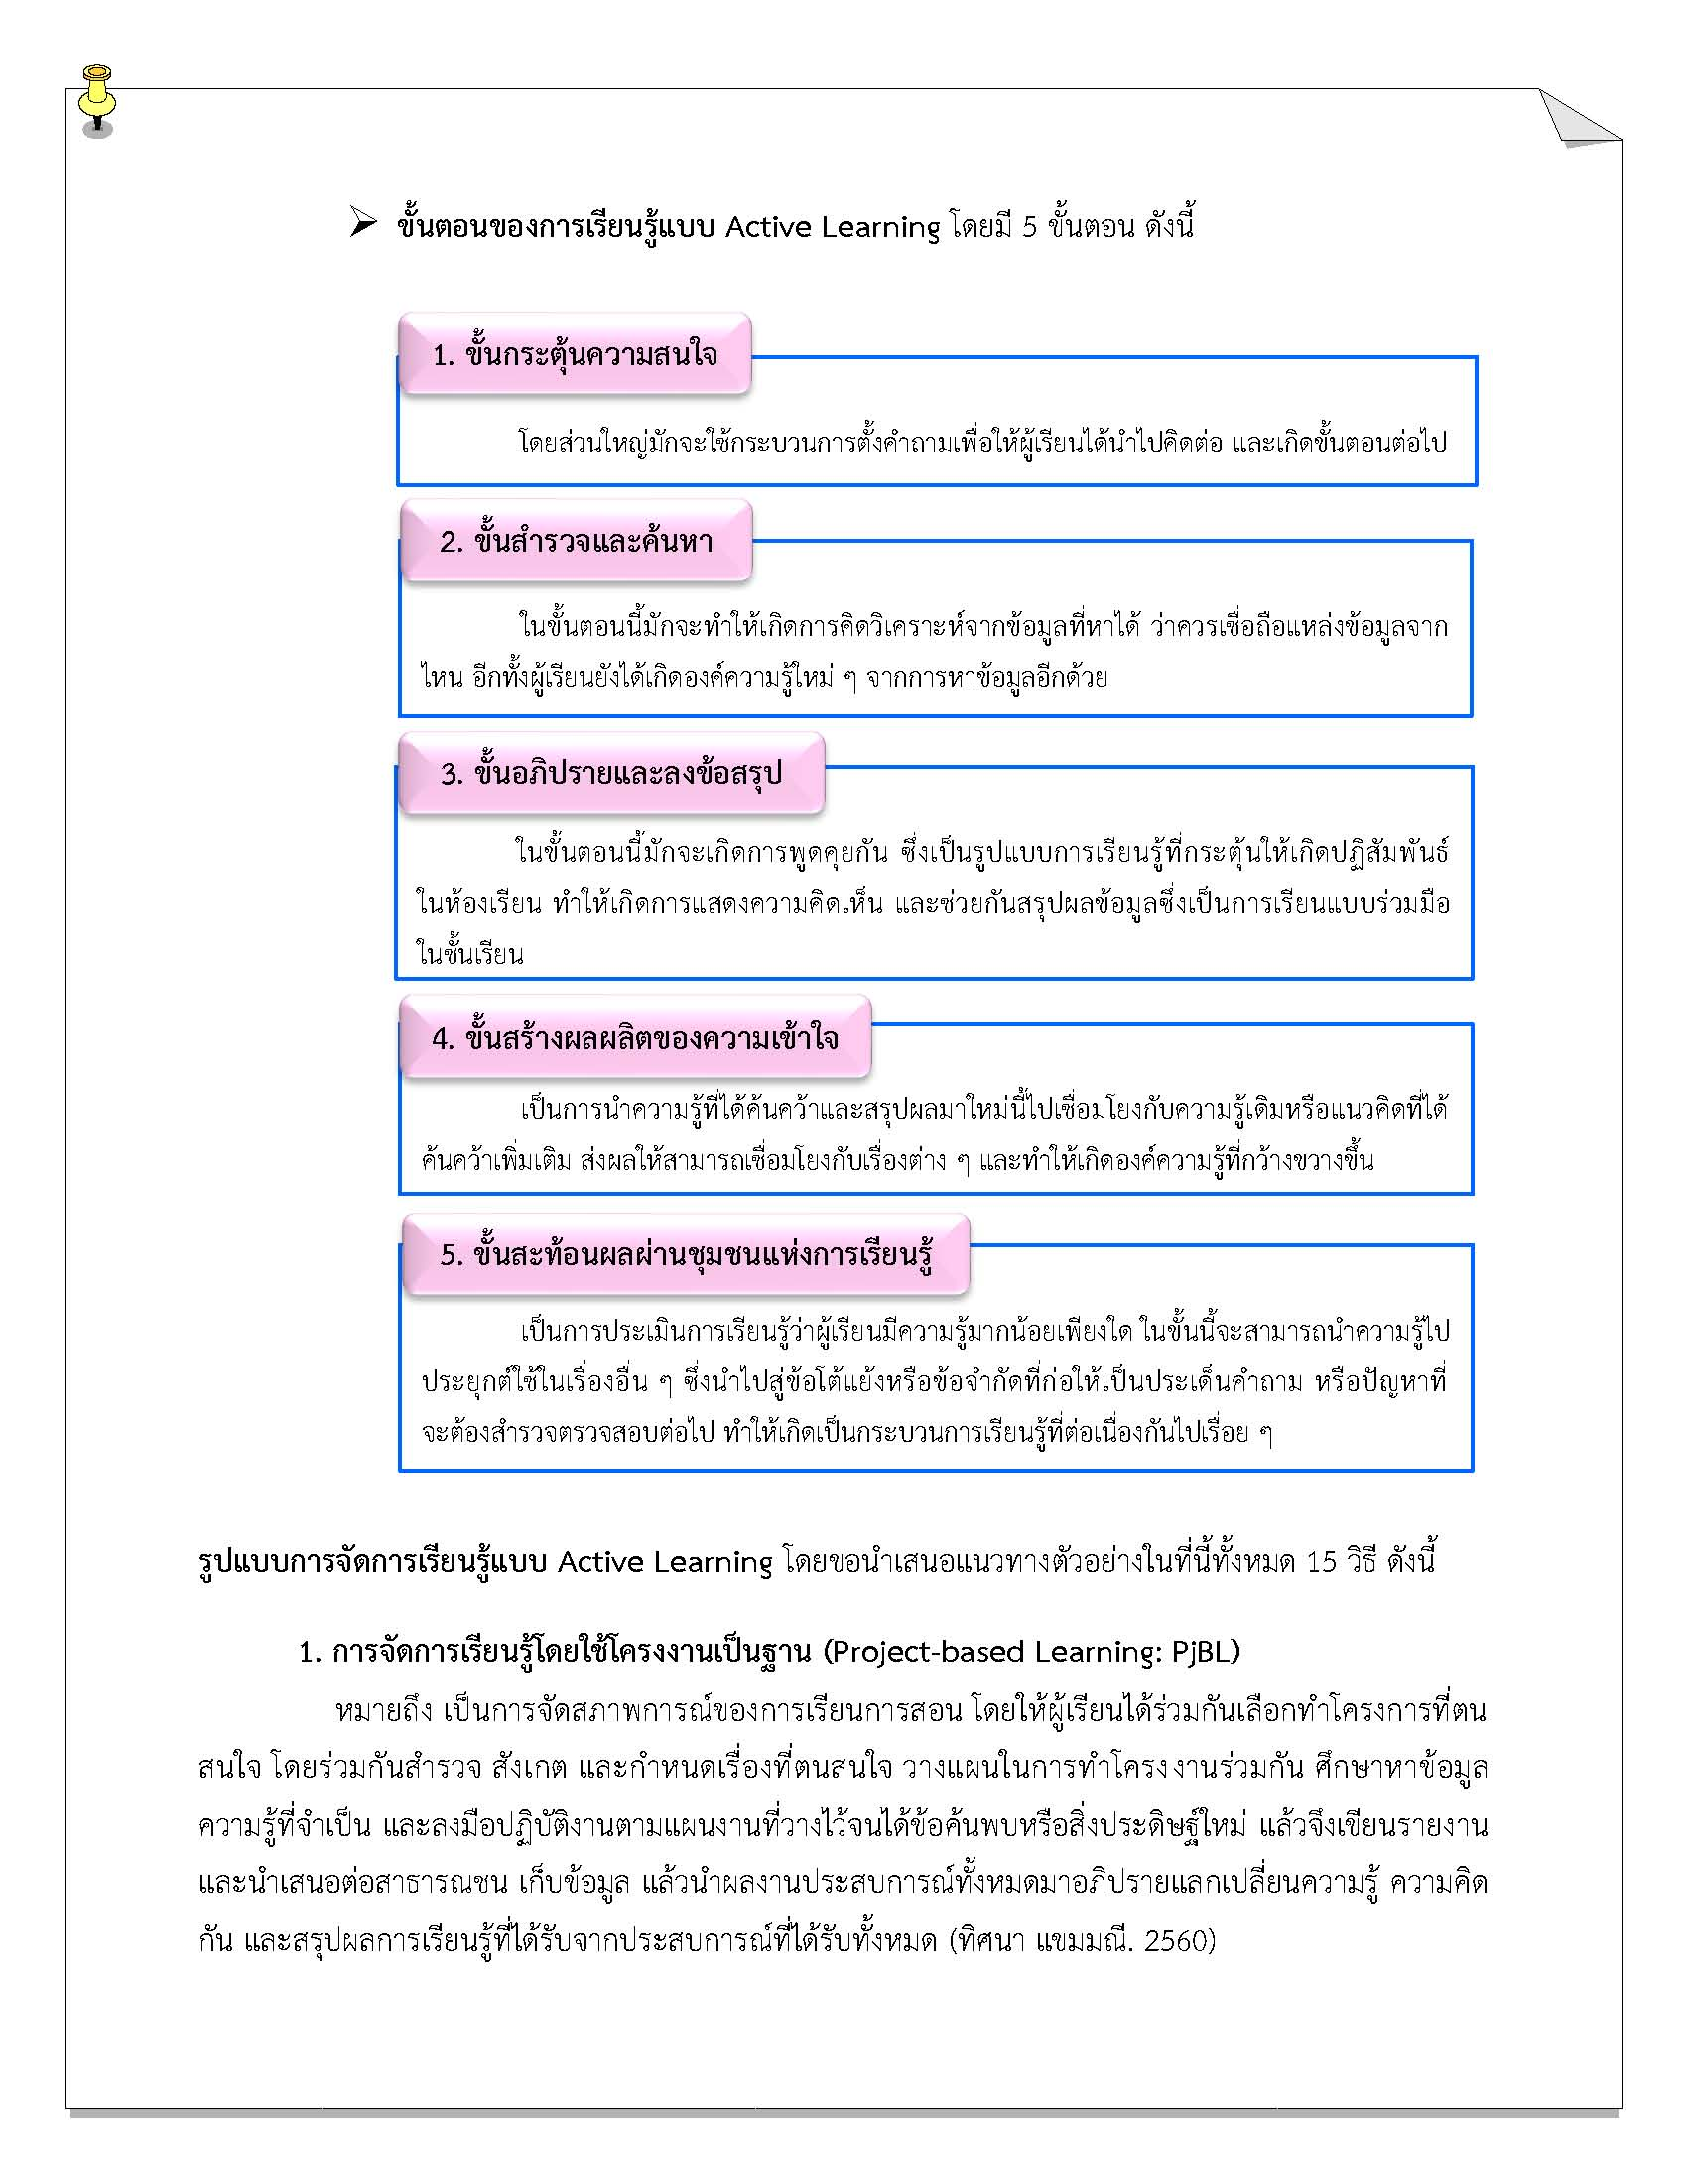 ขั้นตอนของการเรียนรู้แบบ Active Learning โดยมี 5 ขั้นตอน ดังนี้
1. ขั้นกระตุ้นความสนใจ
โดยส่วนใหญ่มักจะใช้กระบวนการตั้งคำถามเพื่อให้ผู้เรียนได้นำไปคิดต่อ และเกิดขั้นตอนต่อไป
2. ขั้นสำรวจและค้นหา
ในขั้นตอนนี้มักจะทำให้เกิดการคิดวิเคราะห์จากข้อมูลที่หาได้ ว่าควรเชื่อถือแหล่งข้อมูลจาก
ไหน อีกทั้งผู้เรียนยังได้เกิดองค์ความรู้ใหม่ ๆ จากการหาข้อมูลอีกด้วย
3. ขั้นอภิปรายและลงข้อสรุป
ในขั้นตอนนี้มักจะเกิดการพูดคุยกัน ซึ่งเป็นรูปแบบการเรียนรู้ที่กระตุ้นให้เกิดปฏิสัมพันธ์
ในห้องเรียน ทำให้เกิดการแสดงความคิดเห็น และช่วยกันสรุปผลข้อมูลซึ่งเป็นการเรียนแบบร่วมมือ
ในชั้นเรียน
4. ขั้นสร้างผลผลิตของความเข้าใจ
เป็นการนำความรู้ที่ได้ค้นคว้าและสรุปผลมาใหม่นี้ไปเชื่อมโยงกับความรู้เดิมหรือแนวคิดที่ได้
ค้นคว้าเพิ่มเติม ส่งผลให้สามารถเชื่อมโยงกับเรื่องต่าง ๆ และทำให้เกิดองค์ความรู้ที่กว้างขวางขึ้น
5. ขั้นสะท้อนผลผ่านชุมชนแห่งการเรียนรู้
เป็นการประเมินการเรียนรู้ว่าผู้เรียนมีความรู้มากน้อยเพียงใด ในขั้นนี้จะสามารถนำความรู้ไป
ประยุกต์ใช้ในเรื่องอื่น ๆ ซึ่งนำไปสู่ข้อโต้แย้งหรือข้อจำกัดที่ก่อให้เป็นประเด็นคำถาม หรือปัญหาที่
จะต้องสำรวจตรวจสอบต่อไป ทำให้เกิดเป็นกระบวนการเรียนรู้ที่ต่อเนื่องกันไปเรื่อย ๆ
รูปแบบการจัดการเรียนรู้แบบ Active Learning โดยขอนำเสนอแนวทางตัวอย่างในที่นี้ทั้งหมด 15 วิธี ดังนี้
1. การจัดการเรียนรู้โดยใช้โครงงานเป็นฐาน (Project-based Learning: PjBL)
หมายถึง เป็นการจัดสภาพการณ์ของการเรียนการสอน โดยให้ผู้เรียนได้ร่วมกันเลือกทำโครงการที่ตน
สนใจ โดยร่วมกันสำรวจ สังเกต และกำหนดเรื่องที่ตนสนใจ วางแผนในการทำโครงงานร่วมกัน ศึกษาหาข้อมูล
ความรู้ที่จำเป็น และลงมือปฏิบัติงานตามแผนงานที่วางไว้จนได้ข้อค้นพบหรือสิ่งประดิษฐ์ใหม่ แล้วจึงเขียนรายงาน
และนำเสนอต่อสาธารณชน เก็บข้อมูล แล้วนำผลงานประสบการณ์ทั้งหมดมาอภิปรายแลกเปลี่ยนความรู้ ความคิด
กัน และสรุปผลการเรียนรู้ที่ได้รับจากประสบการณ์ที่ได้รับทั้งหมด (ทิศนา แขมมณี. 2560)